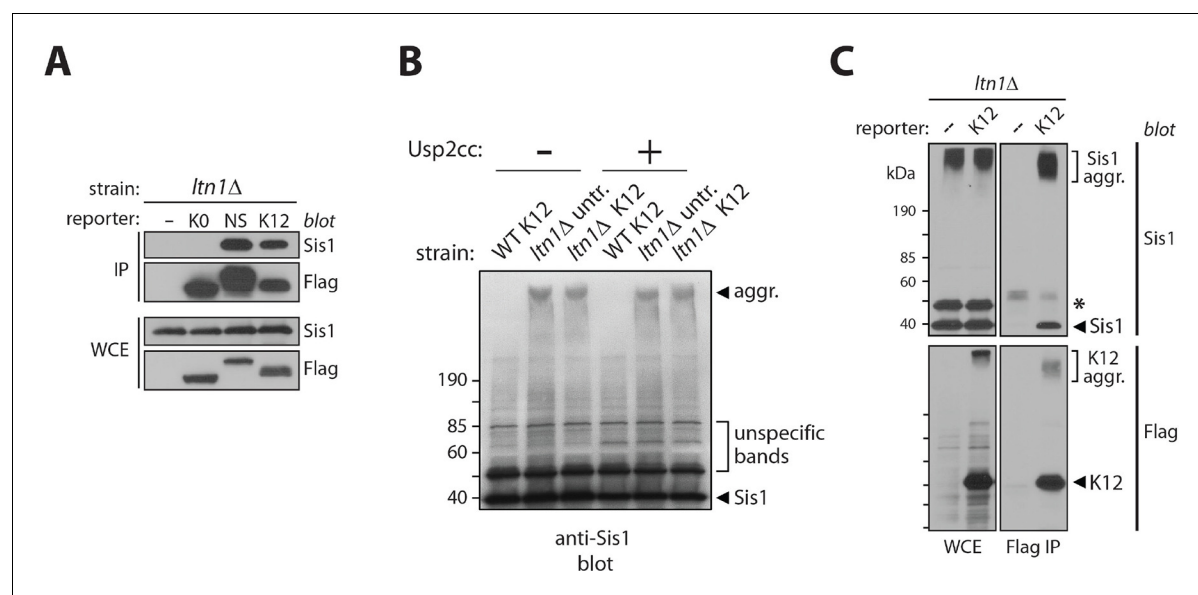 A
strain: ltn1Δ
reporter: – K0 NS K12 blot
IP
Sis1
Flag
WCE
Sis1
Flag
B
Usp2cc: – +
strain: WT K12 ltn1Δ untr. ltn1Δ K12 WT K12 ltn1Δ untr. ltn1Δ K12
aggr.
190
85
60
40
unspecific
bands
Sis1
anti-Sis1
blot
C
ltn1Δ
reporter: -- K12 -- K12 blot
kDa
190
85
60
40
Sis1
aggr.
*
Sis1
Sis1
K12
aggr.
K12
Flag
WCE Flag IP